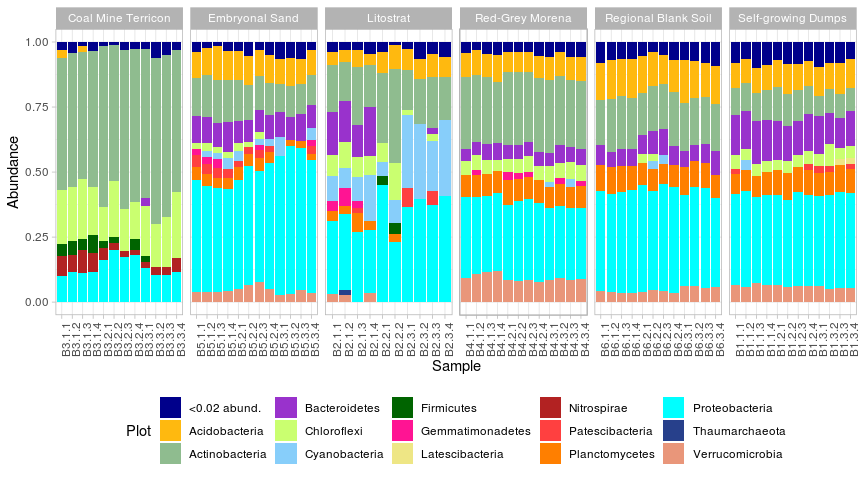 Coal Mine Terricon Embryonal Sand Litostrat Red-Grey Morena Regional Blank Soil Self-growing Dumps
Abundance
1.00
0.75
0.50
0.25
0.00
B3.1.1 B3.1.2 B3.1.3 B3.1.4 B3.2.1 B3.2.2 B3.2.3 B3.2.4 B3.3.1 B3.3.2 B3.3.3 B3.3.4 B5.1.1 B5.1.2 B5.1.3 B5.1.4 B5.2.1 B5.2.2 B5.2.3 B5.2.4 B5.3.1 B5.3.2 B5.3.3 B5.3.4 B2.1.1 B2.1.2 B2.1.3 B2.1.4 B2.2.1 B2.2.2 B2.3.1 B2.3.2 B2.3.3 B2.3.4 B4.1.1 B4.1.2 B4.1.3 B4.1.4 B4.2.1 B4.2.2 B4.2.3 B4.2.4 B4.3.1 B4.3.2 B4.3.3 B4.3.4 B6.1.1 B6.1.2 B6.1.3 B6.1.4 B6.2.1 B6.2.2 B6.2.3 B6.2.4 B6.3.1 B6.3.2 B6.3.3 B6.3.4 B1.1.1 B1.1.2 B1.1.3 B1.1.4 B1.2.1 B1.2.2 B1.2.3 B1.2.4 B1.3.1 B1.3.2 B1.3.3 B1.3.4
Sample
Plot
<0.02 abund. Bacteroidetes Firmicutes Nitrospirae Proteobacteria
Acidobacteria Chloroflexi Gemmatimonadetes Patescibacteria Thaumarchaeota
Actinobacteria Cyanobacteria Latescibacteria Planctomycetes Verrucomicrobia